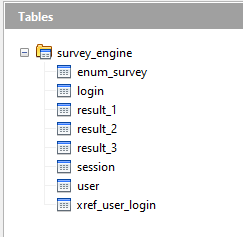 Tables
survey_engine
enum_survey
login
result_1
result_2
result_3
session
user
xref_user_login